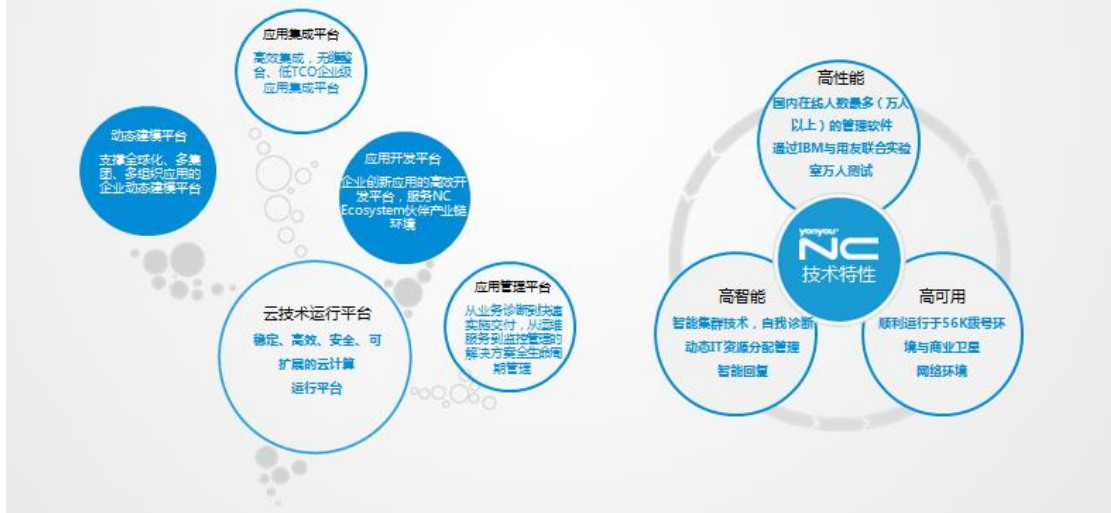 应用集成平台
高效集成，无缝整
合、低TCO企业级
应用集成平台
动态建模平台
支撑全球化、多集
团、多组织应用的
企业动态建模平台
应用开发平台
企业创新应用的高效开
发平台，服务NC
Ecosystem伙伴产业链
环境
云技术运行平台
稳定、高效、安全、可
扩展的云计算
运行平台
应用管理平台
从业务诊断到快速
实施交付，从运维
服务到监控管理的
解决方案全生命周
期管理
高性能
国内在线人数最多（万人
以上）的管理软件
通过IBM与用友联合实验
室万人测试
yonyou
NC
技术特性
高智能
智能集群技术，自我诊断
动态IT资源分配管理
智能回复
高可用
顺利运行于56K拨号环
境与商业卫星
网络环境